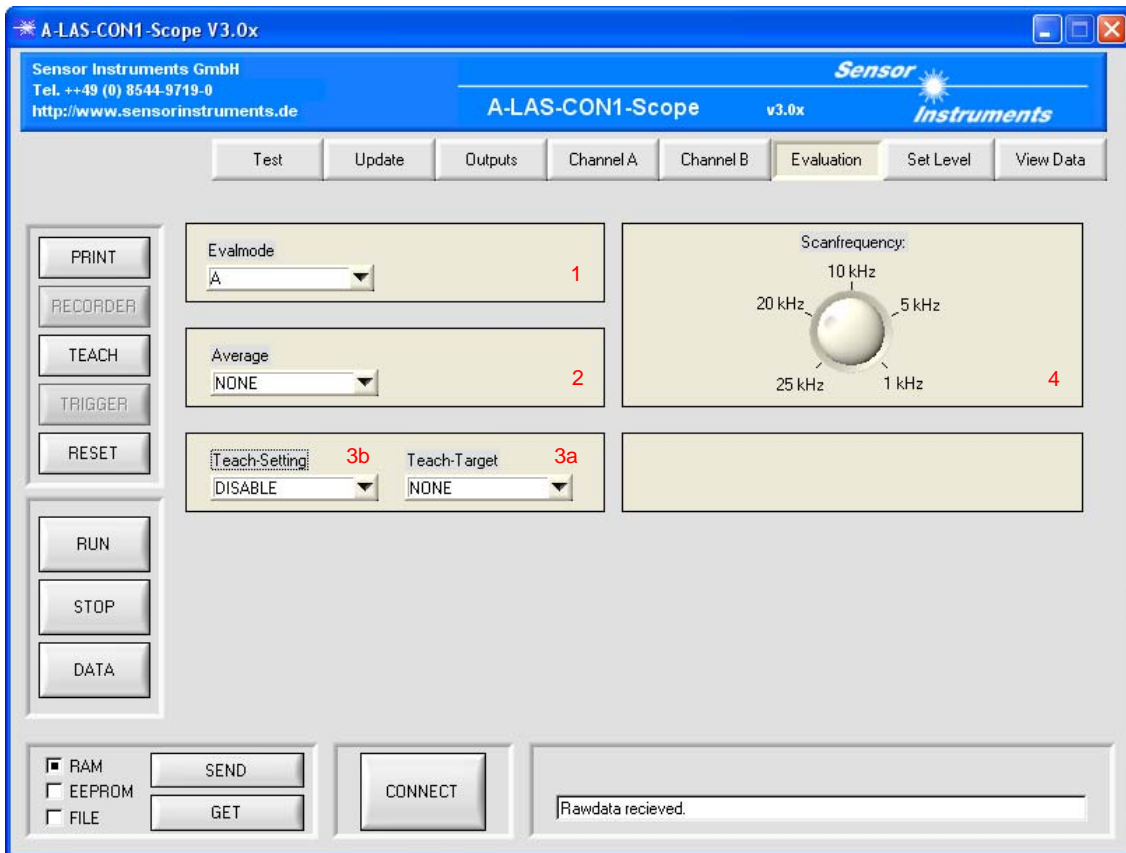 A-LAS-CON1-Scope V3.0x
Sensor Instruments GmbH
Tel. ++49 (0) 8544-9719-0
http://www.sensorinstruments.de
A-LAS-CON1-Scope v3.0x
Sensor
Instruments
Test Update Outputs Channel A Channel B Evaluation Set Level View Data
PRINT
RECORDER
TEACH
TRIGGER
RESET
RUN
STOP
DATA
Evalmode
A
1
Average
NONE
2
Teach-Setting 3b Teach-Target 3a
DISABLE NONE
Scanfrequency:
10 kHz
20 kHz 5 kHz
25 kHz 1 kHz
4
RAM
EEPROM
FILE
SEND
GET
CONNECT
Rawdata recieved.